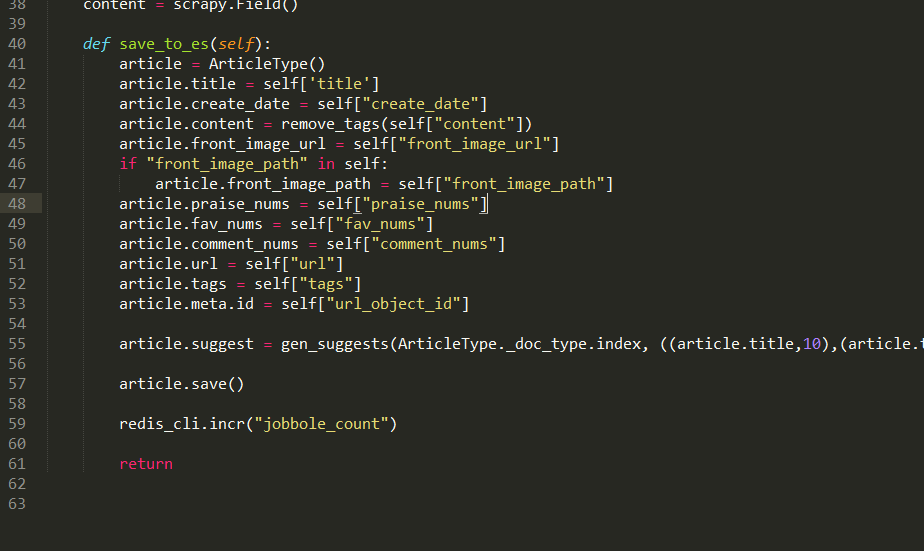 38 content = scrapy.Field()
39
40 def save_to_es(self):
41 article = ArticleType()
42 article.title = self['title']
43 article.create_date = self["create_date"]
44 article.content = remove_tags(self["content"])
45 article.front_image_url = self["front_image_url"]
46 if "front_image_path" in self:
47 article.front_image_path = self["front_image_path"]
48 article.praise_nums = self["praise_nums"]
49 article.fav_nums = self["fav_nums"]
50 article.comment_nums = self["comment_nums"]
51 article.url = self["url"]
52 article.tags = self["tags"]
53 article.meta.id = self["url_object_id"]
54
55 article.suggest = gen_suggests(ArticleType._doc_type.index, ((article.title,10),(article.t
56
57 article.save()
58
59 redis_cli.incr("jobbole_count")
60
61 return
62
63